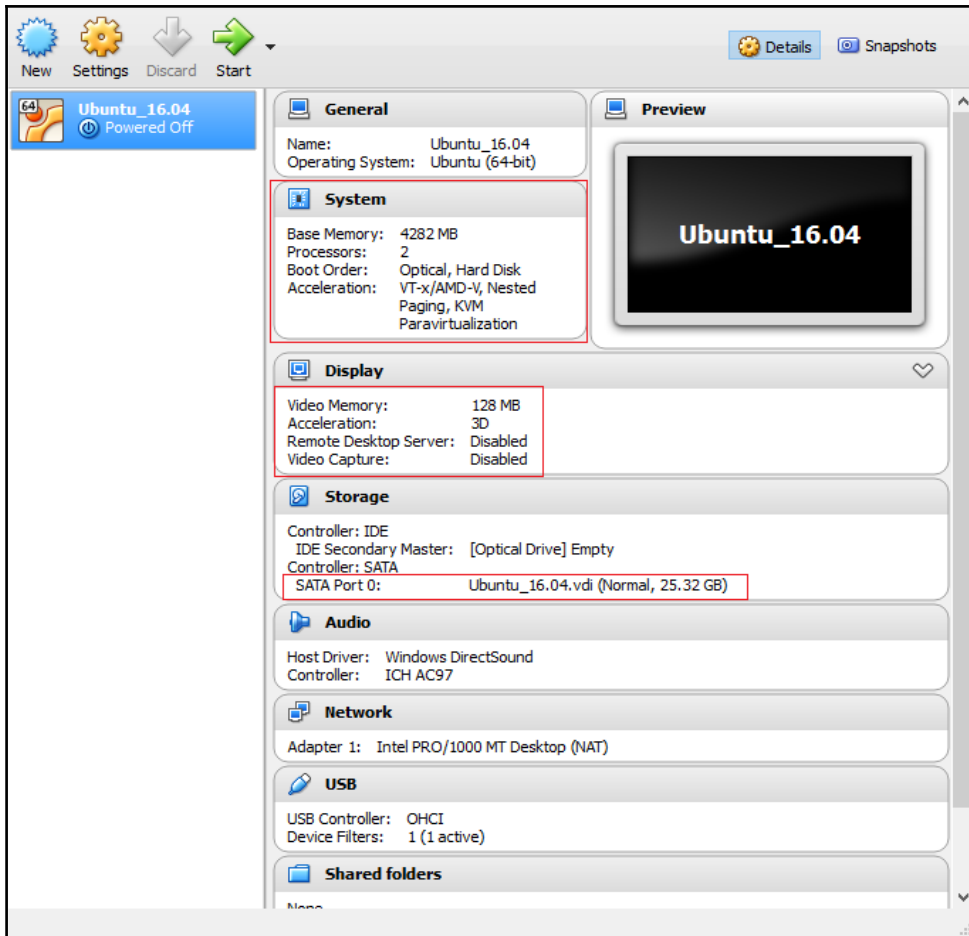 New Settings Discard Start
Details Snapshots
64
Ubuntu_16.04
Powered Off
General
Name: Ubuntu_16.04
Operating System: Ubuntu (64-bit)
Preview
Ubuntu_16.04
System
Base Memory: 4282 MB
Processors: 2
Boot Order: Optical, Hard Disk
Acceleration: VT-x/AMD-V, Nested
Paging, KVM
Paravirtualization
Display
Video Memory: 128 MB
Acceleration: 3D
Remote Desktop Server: Disabled
Video Capture: Disabled
Storage
Controller: IDE
IDE Secondary Master: [Optical Drive] Empty
Controller: SATA
SATA Port 0: Ubuntu_16.04.vdi (Normal, 25.32 GB)
Audio
Host Driver: Windows DirectSound
Controller: ICH AC97
Network
Adapter 1: Intel PRO/1000 MT Desktop (NAT)
USB
USB Controller: OHCI
Device Filters: 1 (1 active)
Shared folders
None